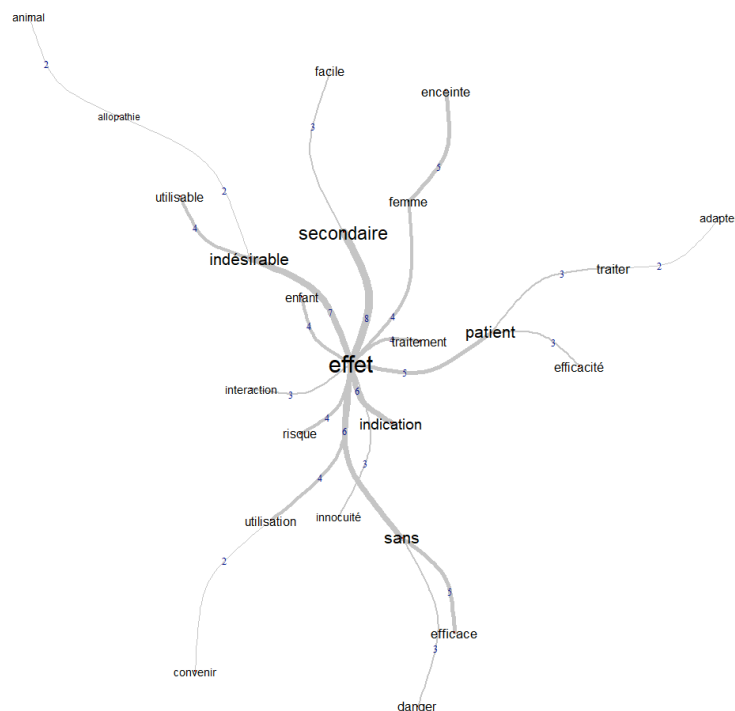 animal
2
facile
enceinte
allopathie
3
5
2
utilisable
femme
adapte
4
secondaire
indésirable
traiter
3
2
enfant
7
8
4
4
traitement
patient
3
effet
5
efficacité
interaction
3
6
risque
4
6
indication
3
4
utilisation
innocuité
sans
2
5
efficace
3
convenir
danger